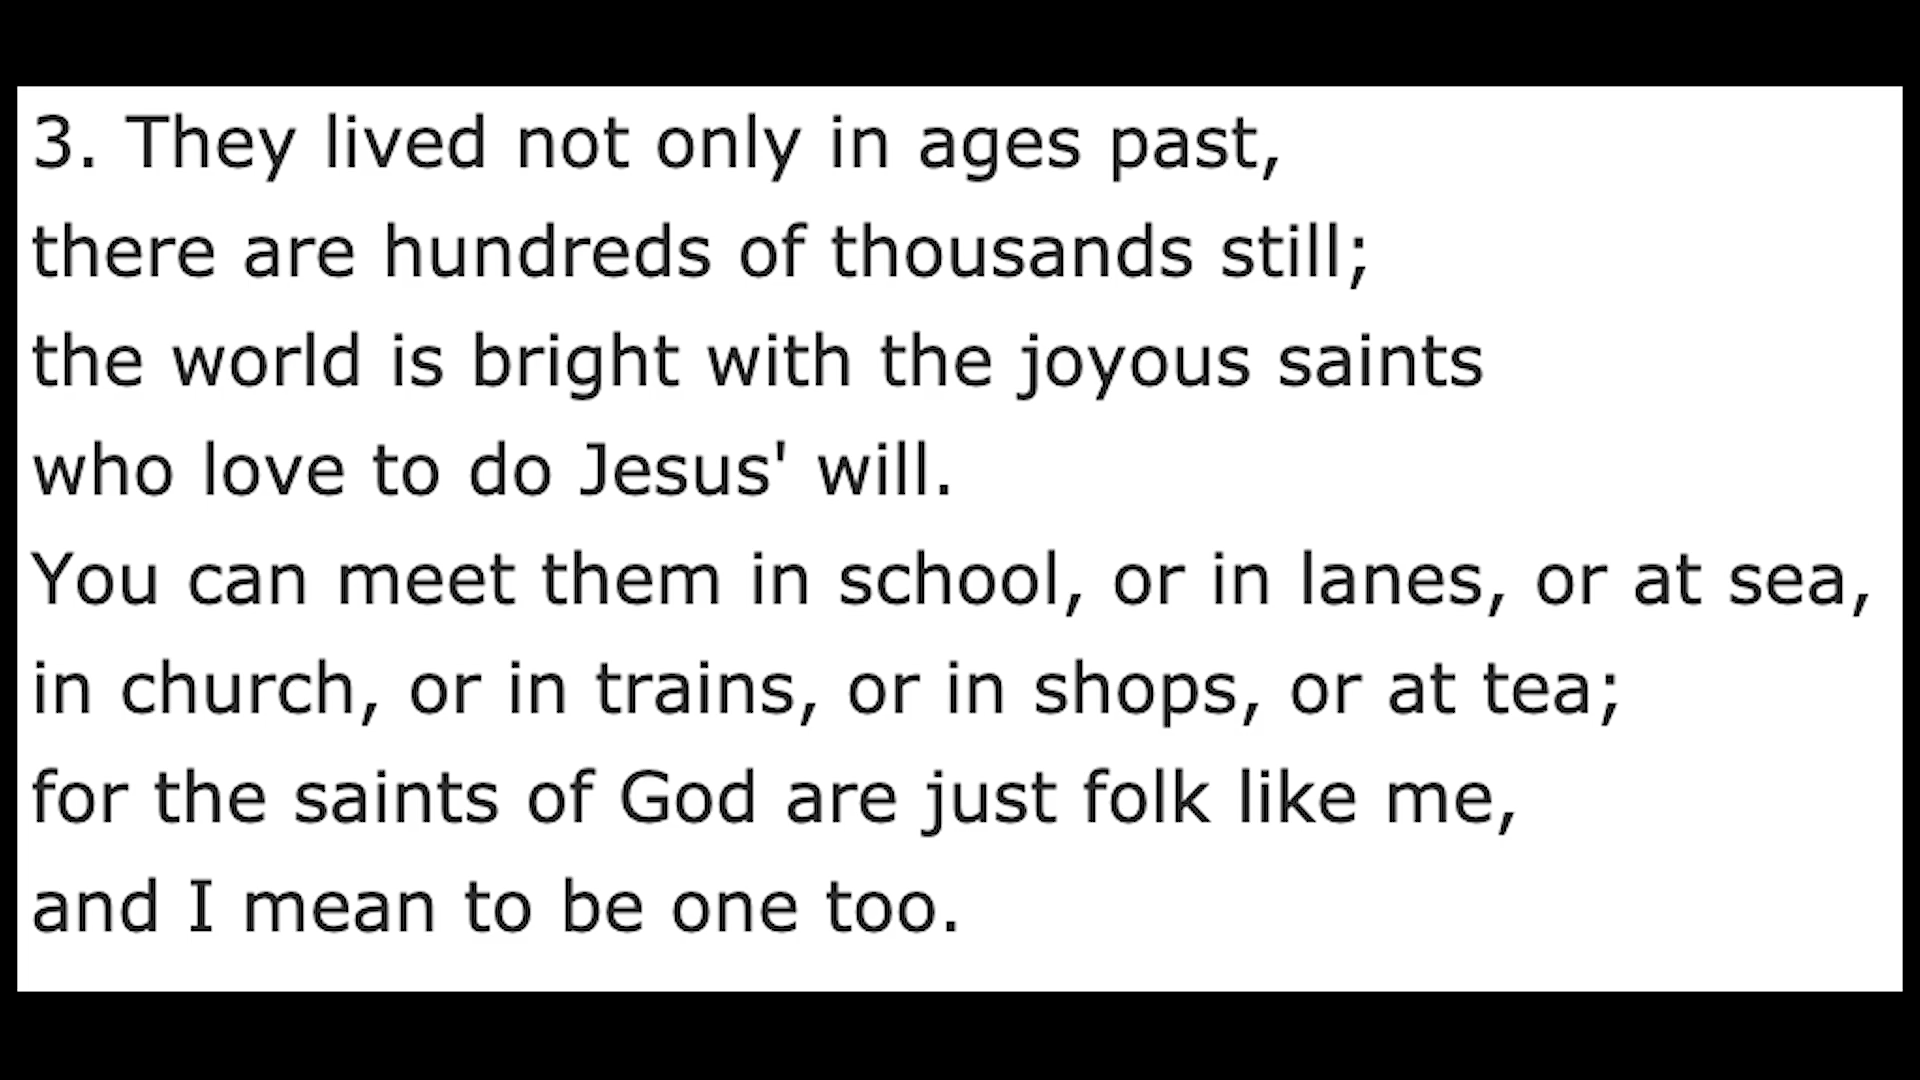 3. They lived not only in ages past,
there are hundreds of thousands still;
the world is bright with the joyous saints
who love to do Jesus' will.
You can meet them in school, or in lanes, or at sea,
in church, or in trains, or in shops, or at tea;
for the saints of God are just folk like me,
and I mean to be one too.